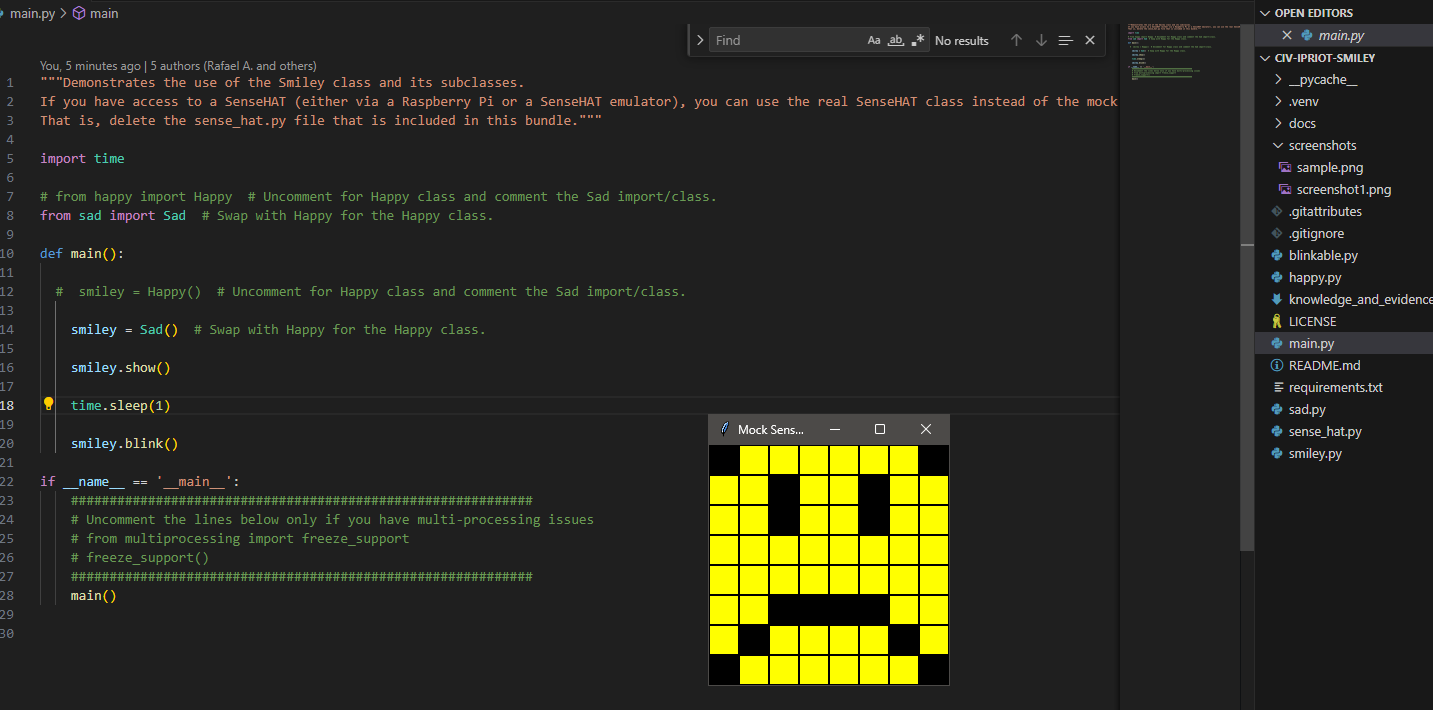 main.py > main
Find
Aa ab .*
No results
OPEN EDITORS
main.py
CIV-IPRIOT-SMILEY
__pycache__
.venv
docs
screenshots
sample.png
screenshot1.png
.gitattributes
.gitignore
blinkable.py
happy.py
knowledge_and_evidence
LICENSE
main.py
README.md
requirements.txt
sad.py
sense_hat.py
smiley.py
You, 5 minutes ago | 5 authors (Rafael A. and others)
1 """Demonstrates the use of the Smiley class and its subclasses.
2 If you have access to a SenseHAT (either via a Raspberry Pi or a SenseHAT emulator), you can use the real SenseHAT class instead of the mock
3 That is, delete the sense_hat.py file that is included in this bundle."""
4
5 import time
6
7 # from happy import Happy  # Uncomment for Happy class and comment the Sad import/class.
8 from sad import Sad  # Swap with Happy for the Happy class.
9
10 def main():
11
12 #  smiley = Happy()  # Uncomment for Happy class and comment the Sad import/class.
13
14 smiley = Sad()  # Swap with Happy for the Happy class.
15
16 smiley.show()
17
18 time.sleep(1)
19
20 smiley.blink()
21
22 if __name__ == '__main__':
23 ############################################################
24 # Uncomment the lines below only if you have multi-processing issues
25 # from multiprocessing import freeze_support
26 # freeze_support()
27 ############################################################
28 main()
29
30
Mock Sens...